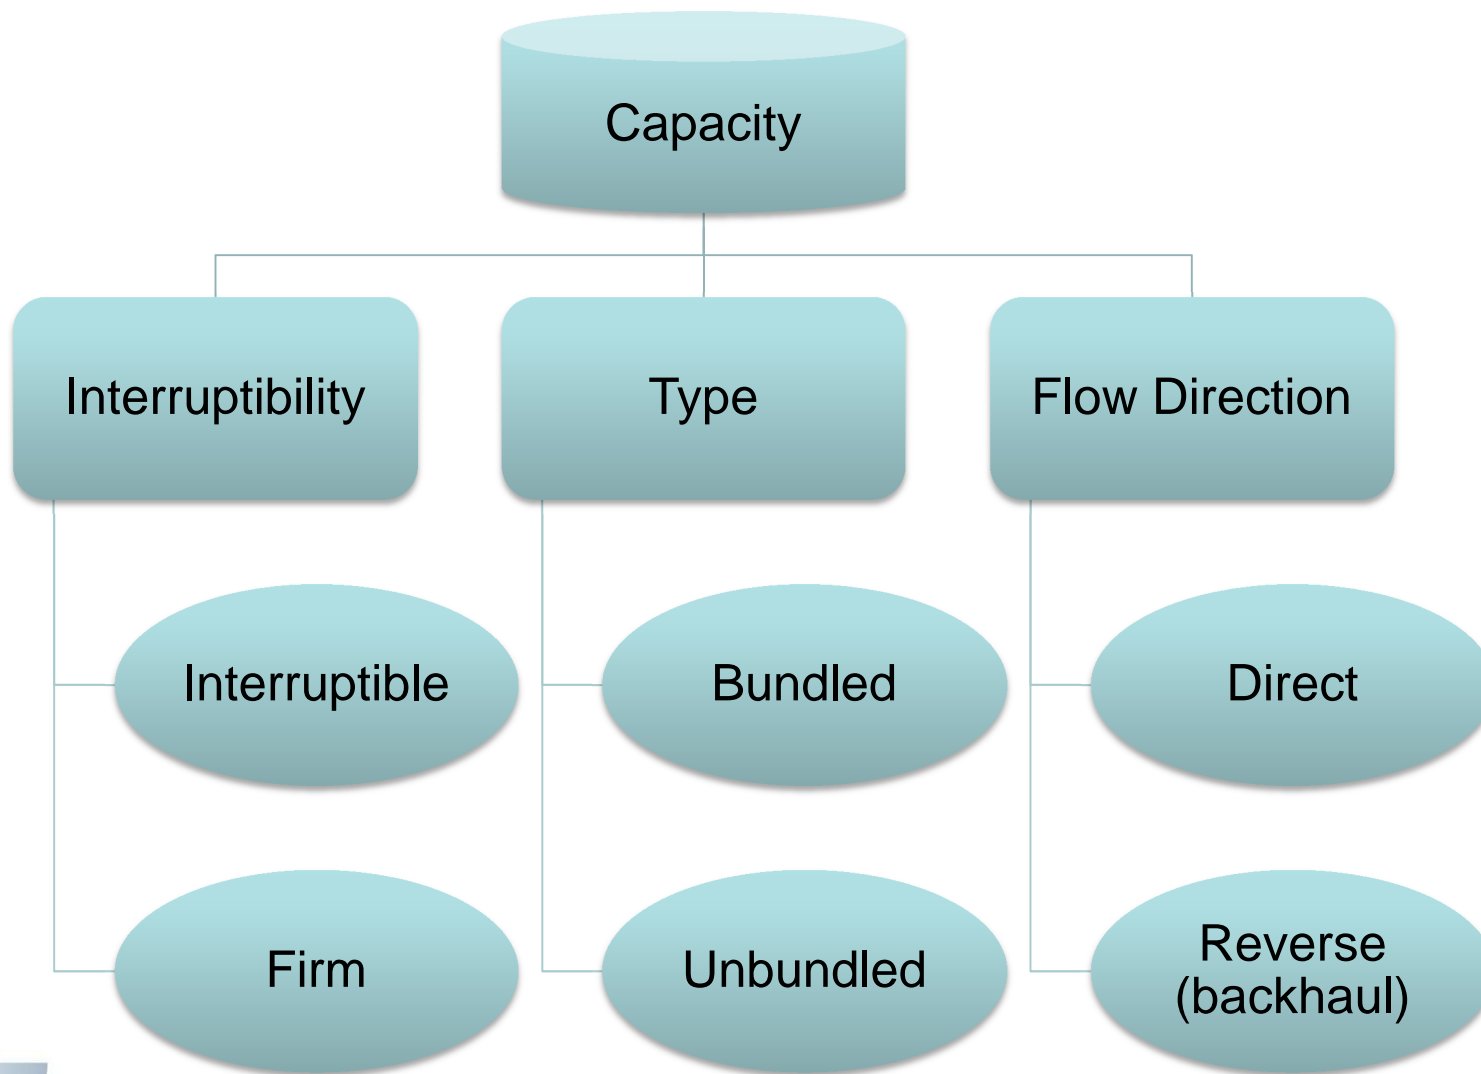 Capacity
Interruptibility
Type
Flow Direction
Interruptible
Bundled
Direct
Firm
Unbundled
Reverse
(backhaul)